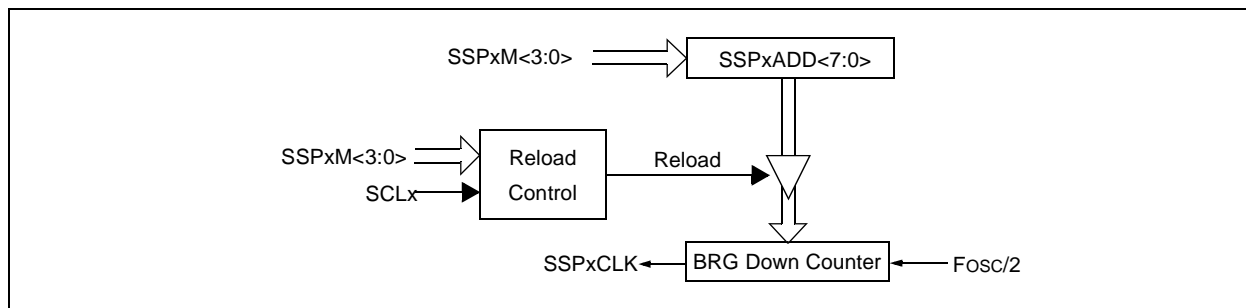 SSPxM<3:0>
SSPxADD<7:0>
SSPxM<3:0>
Reload
Control
Reload
SCLx
SSPxCLK
BRG Down Counter
FOSC/2